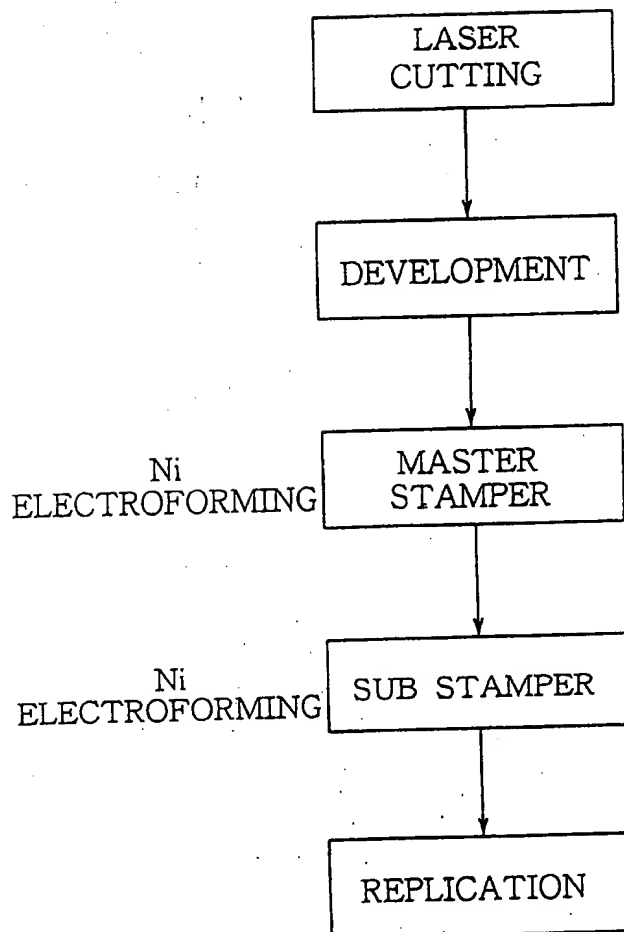 LASER
CUTTING
DEVELOPMENT
Ni
ELECTROFORMING
MASTER
STAMPER
Ni
ELECTROFORMING
SUB STAMPER
REPLICATION